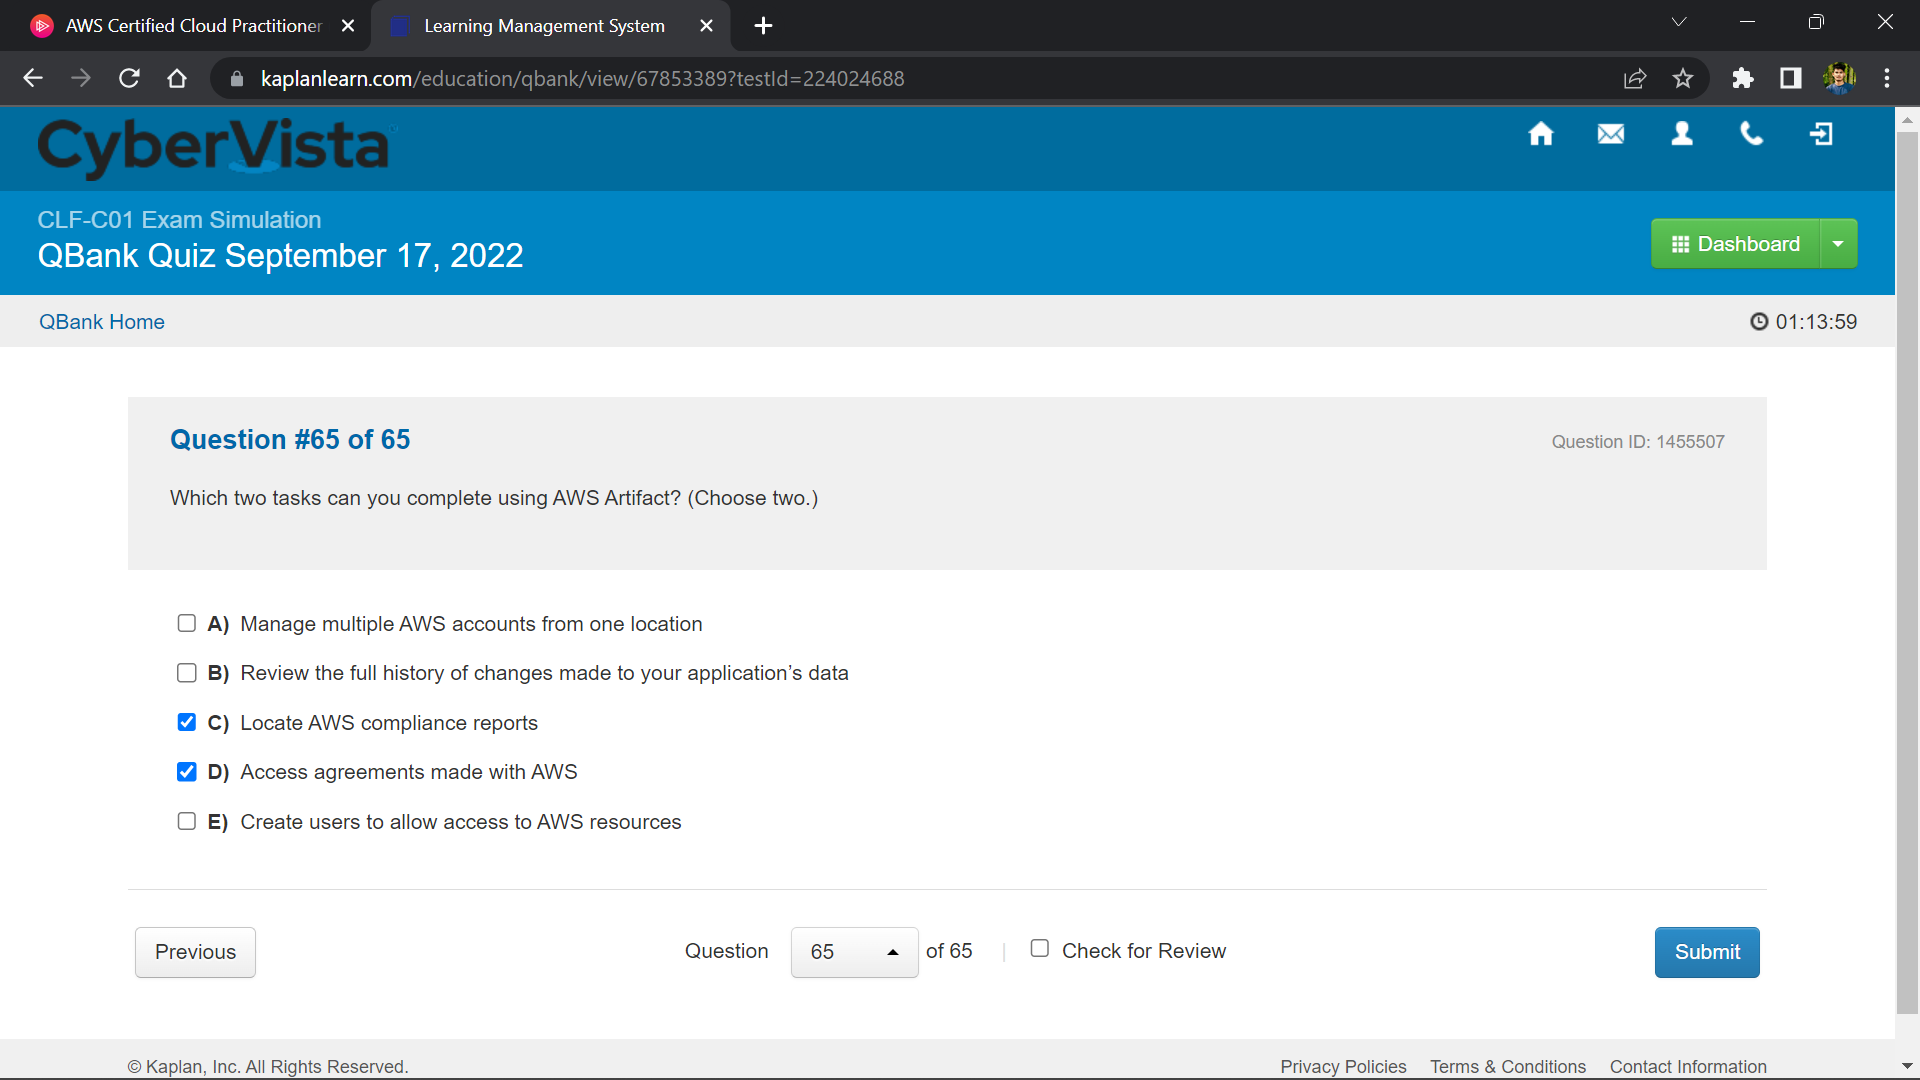 AWS Certified Cloud Practitioner
Learning Management System
kaplanlearn.com/education/qbank/view/67853389?testId=224024688
CyberVista
CLF-C01 Exam Simulation
QBank Quiz September 17, 2022
Dashboard
QBank Home
01:13:59
Question #65 of 65
Question ID: 1455507
Which two tasks can you complete using AWS Artifact? (Choose two.)
A) Manage multiple AWS accounts from one location
B) Review the full history of changes made to your application’s data
C) Locate AWS compliance reports
D) Access agreements made with AWS
E) Create users to allow access to AWS resources
Previous
Question 65 of 65 | Check for Review
Submit
© Kaplan, Inc. All Rights Reserved.
Privacy Policies Terms & Conditions Contact Information